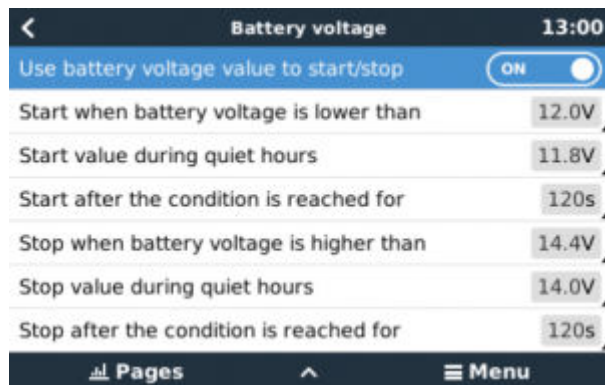 Battery voltage 13:00
Use battery voltage value to start/stop ON
Start when battery voltage is lower than 12.0V
Start value during quiet hours 11.8V
Start after the condition is reached for 120s
Stop when battery voltage is higher than 14.4V
Stop value during quiet hours 14.0V
Stop after the condition is reached for 120s
Pages Menu